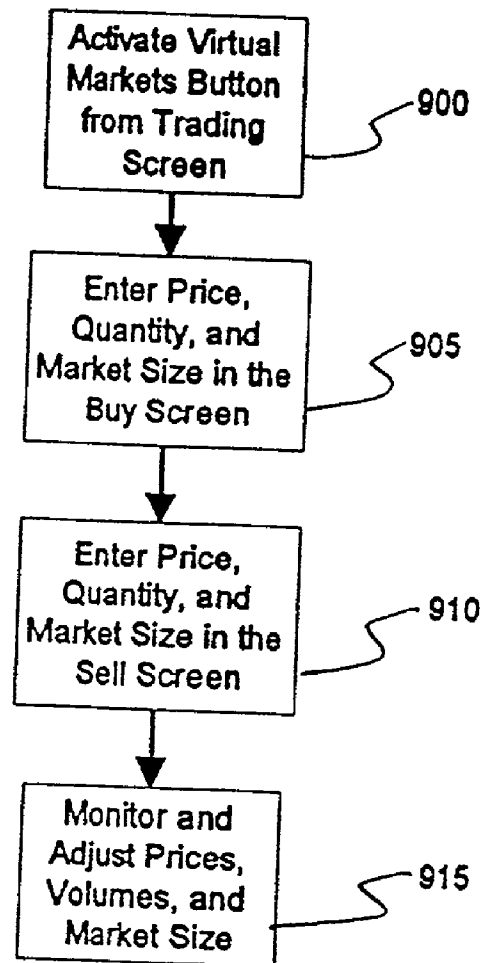 Activate Virtual
Markets Button
from Trading
Screen
900
Enter Price,
Quantity, and
Market Size in the
Buy Screen
905
Enter Price,
Quantity, and
Market Size in the
Sell Screen
910
Monitor and
Adjust Prices,
Volumes, and
Market Size
915